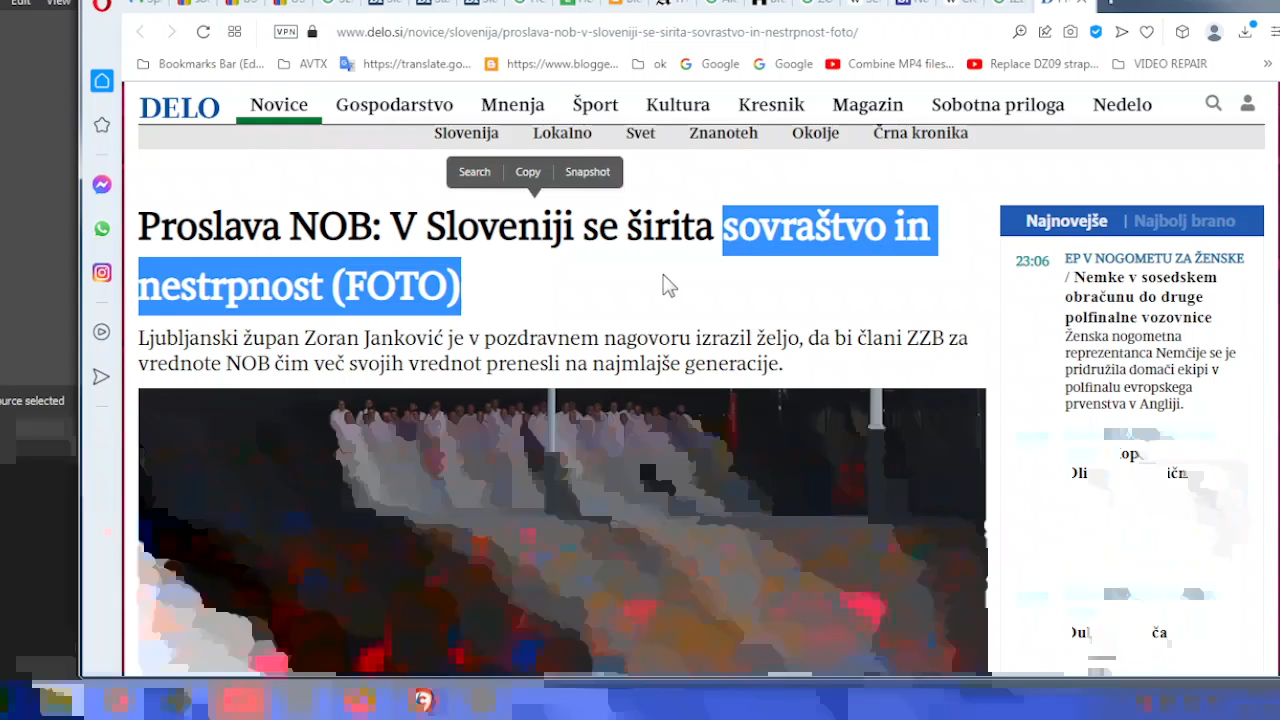 Edit View
www.delo.si/novice/slovenija/proslava-nob-v-sloveniji-se-sirita-sovrastvo-in-nestrpnost-foto/
VPN
Bookmarks Bar (Ed... AVTX https://translate.go... https://www.blogge... ok Google Google Combine MP4 files... Replace DZ09 strap... VIDEO REPAIR »
DELO Novice Gospodarstvo Mnenja Šport Kultura Kresnik Magazin Sobotna priloga Nedelo
Slovenija Lokalno Svet Znanoteh Okolje Črna kronika
Search Copy Snapshot
Proslava NOB: V Sloveniji se širita sovraštvo in
nestrpnost (FOTO)
Ljubljanski župan Zoran Janković je v pozdravnem nagovoru izrazil željo, da bi člani ZZB za
vrednote NOB čim več svojih vrednot prenesli na najmlajše generacije.
Najnovejše | Najbolj brano
23:06 EP V NOGOMETU ZA ŽENSKE
/ Nemke v sosedskem
obračunu do druge
polfinalne vozovnice
Ženska nogometna
reprezentanca Nemčije se je
pridružila domači ekipi v
polfinalu evropskega
prvenstva v Angliji.
ource selected